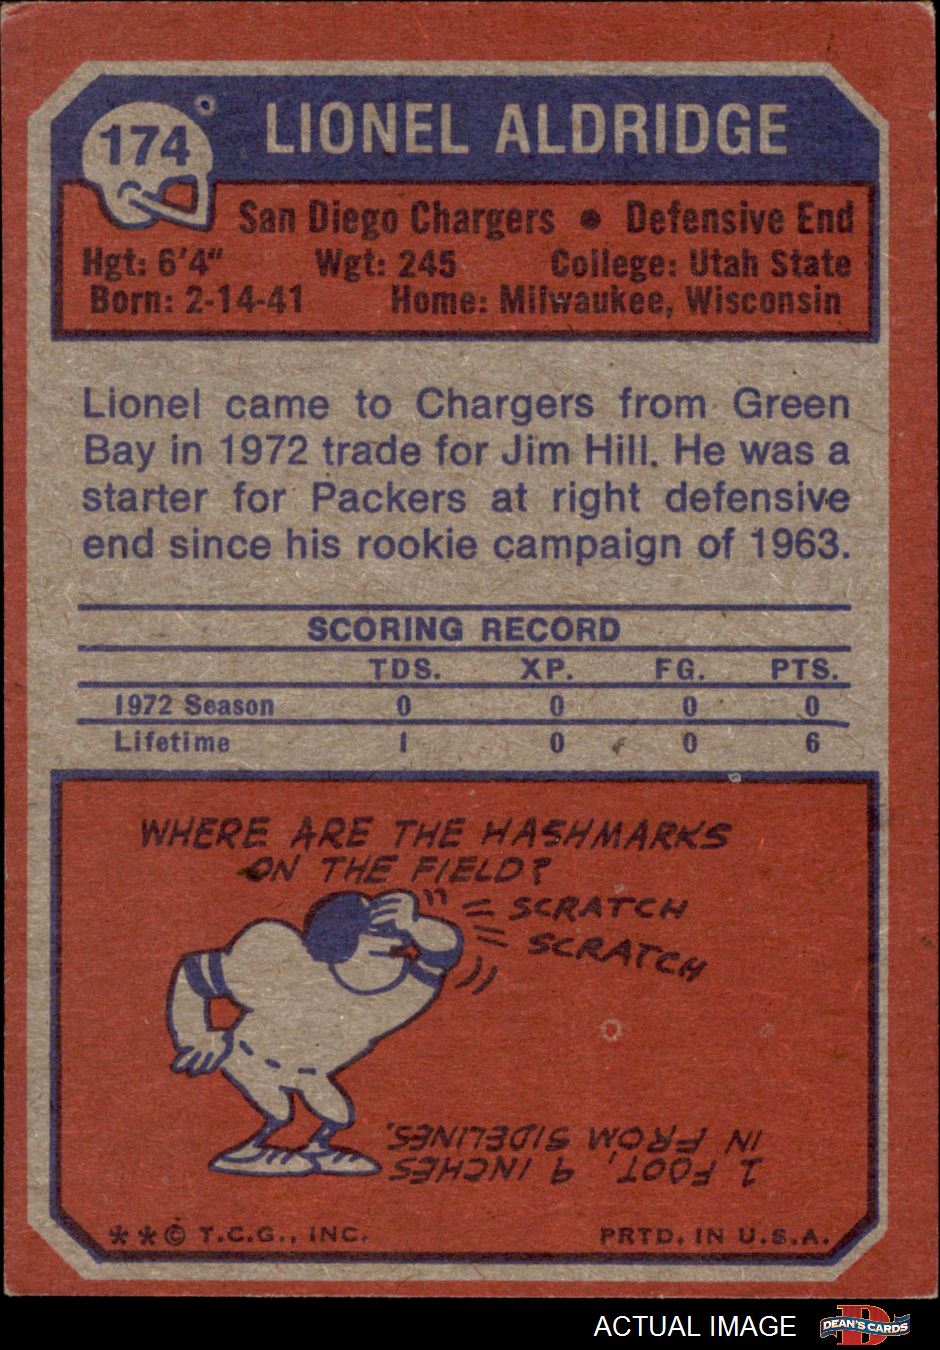 174
LIONEL ALDRIDGE
San Diego Chargers • Defensive End
Hgt: 6'4" Wgt: 245 College: Utah State
Born: 2-14-41 Home: Milwaukee, Wisconsin
Lionel came to Chargers from Green
Bay in 1972 trade for Jim Hill. He was a
starter for Packers at right defensive
end since his rookie campaign of 1963.
SCORING RECORD
TDS. XP. FG. PTS.
1972 Season 0 0 0 0
Lifetime 1 0 0 6
WHERE ARE THE HASHMARKS
ON THE FIELD?
SCRATCH
SCRATCH
1 FOOT, 9 INCHES
IN FROM SIDELINES.
**© T.C.G., INC. PRTD. IN U.S.A.
ACTUAL IMAGE
D
DEAN'S CARDS